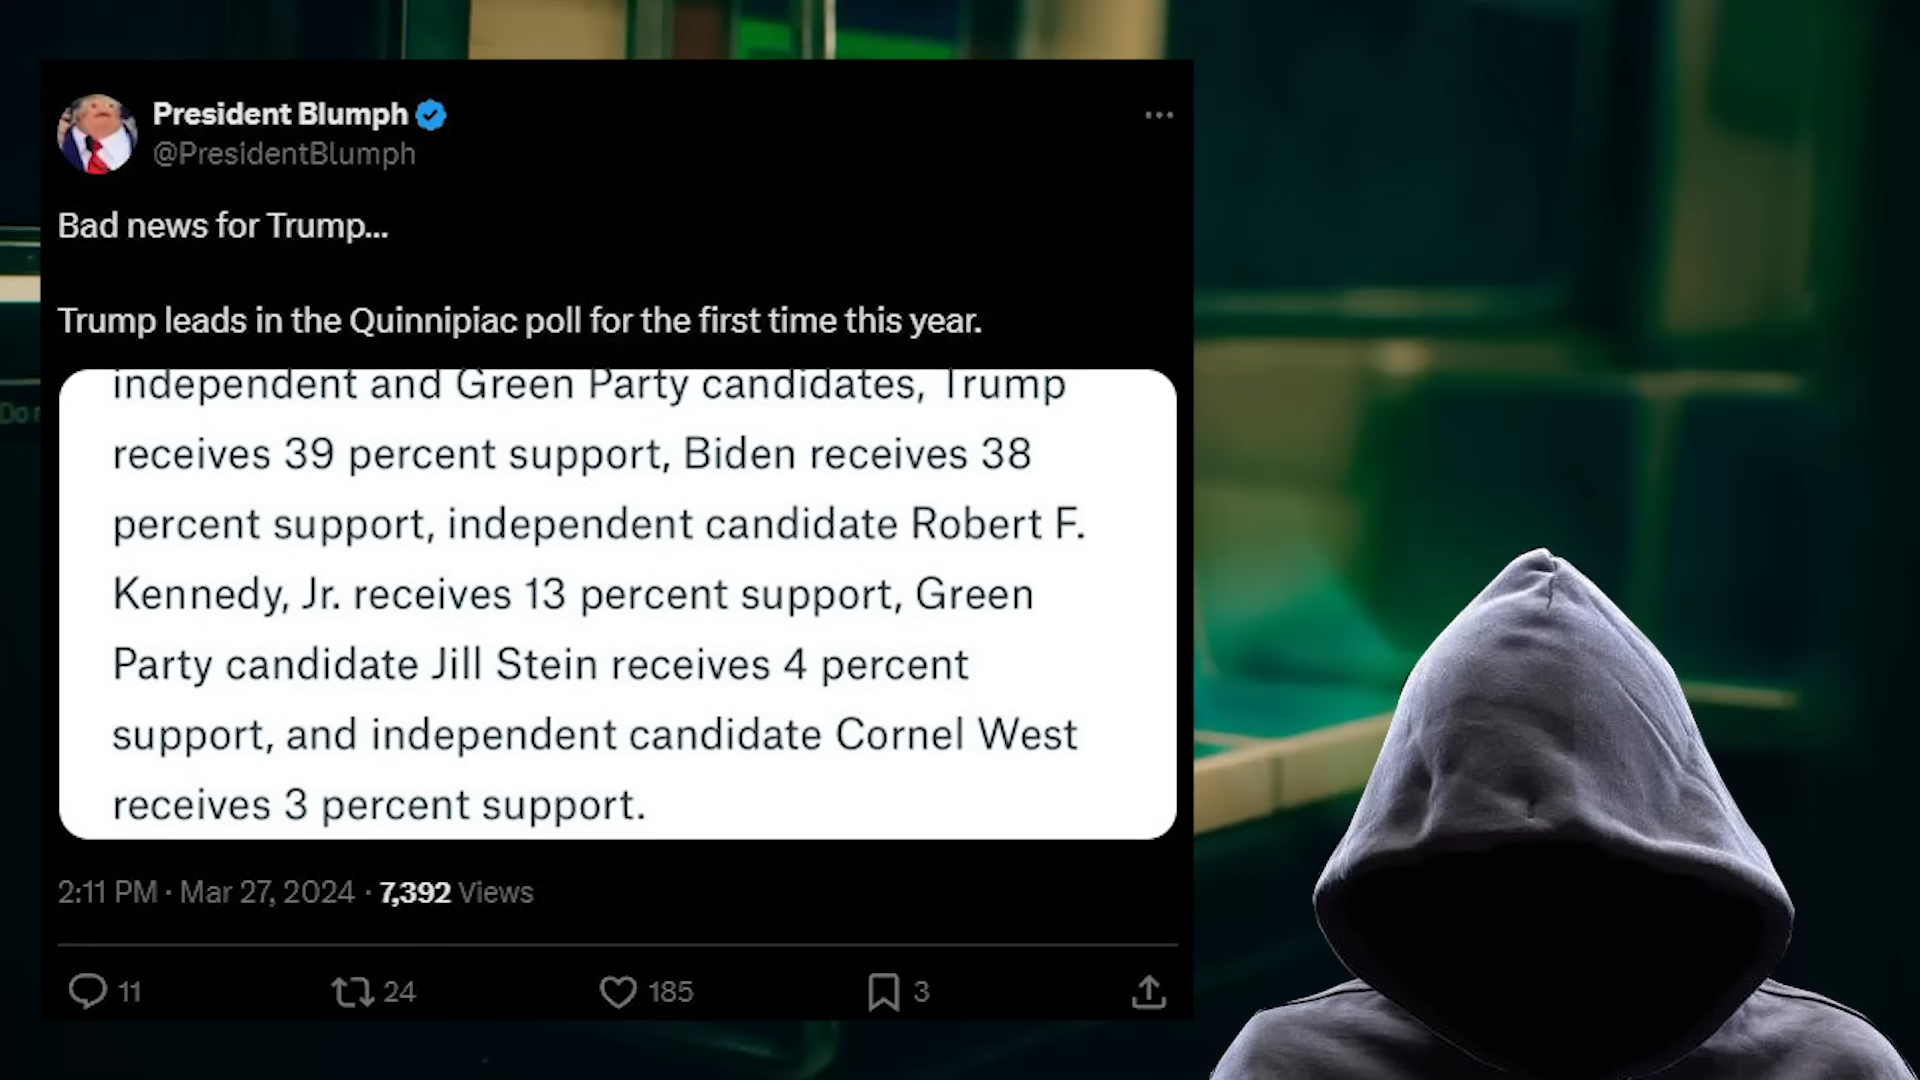 President Blumph
@PresidentBlumph
Bad news for Trump...
Trump leads in the Quinnipiac poll for the first time this year.
independent and Green Party candidates, Trump
receives 39 percent support, Biden receives 38
percent support, independent candidate Robert F.
Kennedy, Jr. receives 13 percent support, Green
Party candidate Jill Stein receives 4 percent
support, and independent candidate Cornel West
receives 3 percent support.
2:11 PM · Mar 27, 2024 · 7,392 Views
11 24 185 3